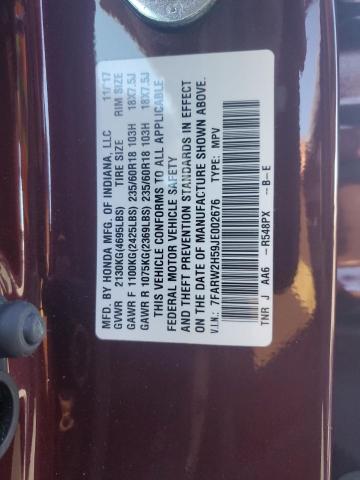 MFD. BY HONDA MFG. OF INDIANA, LLC 11/17
GVWR 2130KG(4695LBS) TIRE SIZE RIM SIZE
GAWR F 1100KG(2425LBS) 235/60R18 103H 18X7.5J
GAWR R 1075KG(2369LBS) 235/60R18 103H 18X7.5J
THIS VEHICLE CONFORMS TO ALL APPLICABLE
FEDERAL MOTOR VEHICLE SAFETY
AND THEFT PREVENTION STANDARDS IN EFFECT
ON THE DATE OF MANUFACTURE SHOWN ABOVE.
V.I.N.: 7FARW2H59JE002676 TYPE: MPV
TNR J AA6 -R548PX -B-E